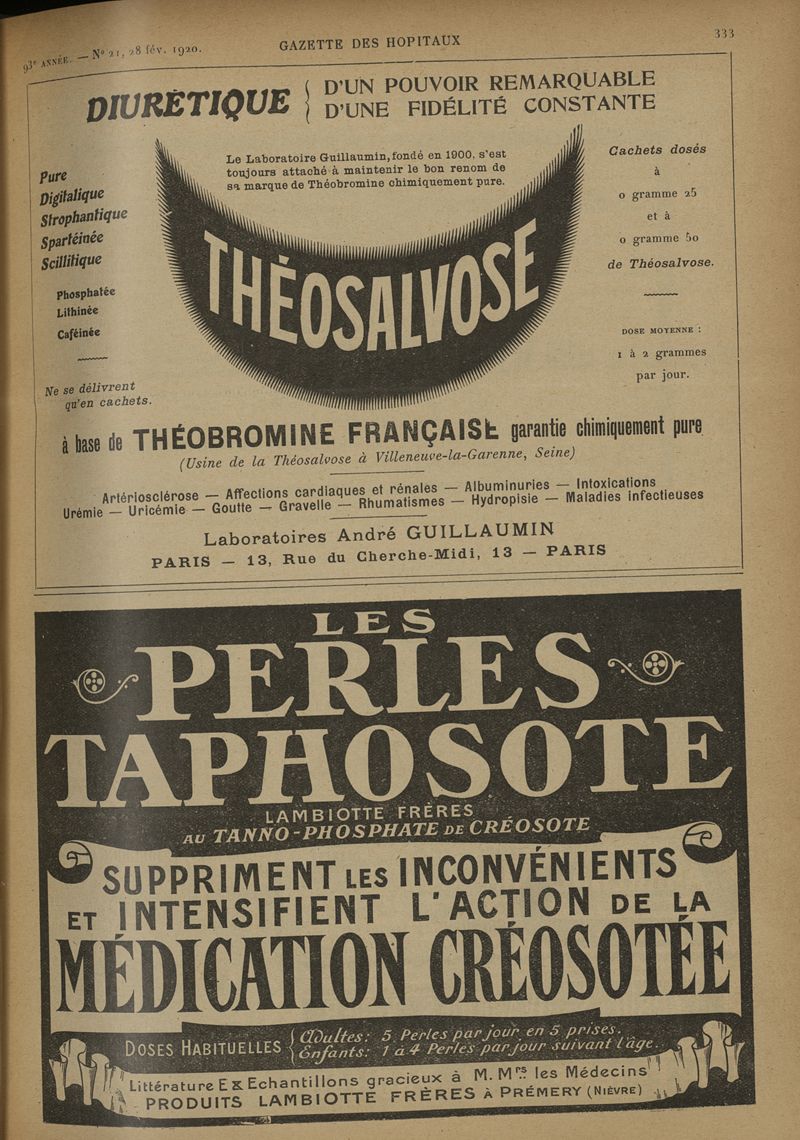 93e ANNÉE. — No 21, 28 fév. 1920.
GAZETTE DES HOPITAUX
333
DIURÉTIQUE
D'UN POUVOIR REMARQUABLE
D'UNE FIDÉLITÉ CONSTANTE
Le Laboratoire Guillaumin, fondé en 1900, s'est
toujours attaché à maintenir le bon renom de
sa marque de Théobromine chimiquement pure.
Pure
Digitalique
Strophantique
Spartéinée
Scillitique
Phosphatée
Lithinée
Caféinée
Ne se délivrent
qu'en cachets.
THÉOSALVOSE
Cachets dosés
à
0 gramme 25
et à
0 gramme 50
de Théosalvose.
DOSE MOYENNE :
1 à 2 grammes
par jour.
à base de THÉOBROMINE FRANÇAISE garantie chimiquement pure
(Usine de la Théosalvose à Villeneuve-la-Garenne, Seine)
Artériosclérose — Affections cardiaques et rénales — Albuminuries — Intoxications
Urémie — Uricémie — Goutte — Gravelle — Rhumatismes — Hydropisie — Maladies infectieuses
Laboratoires André GUILLAUMIN
PARIS — 13, Rue du Cherche-Midi, 13 — PARIS
LES
PERLES
TAPHOSOTE
LAMBIOTTE FRÈRES
AU TANNO-PHOSPHATE DE CRÉOSOTE
SUPPRIMENT LES INCONVÉNIENTS
ET INTENSIFIENT L'ACTION DE LA
MÉDICATION CRÉOSOTÉE
DOSES HABITUELLES
Adultes: 5 Perles par jour en 5 prises.
Enfants: 1 à 4 Perles par jour suivant l'âge.
Littérature Et Echantillons gracieux à M. Mrs les Médecins
PRODUITS LAMBIOTTE FRÈRES À PRÉMERY (NIÈVRE)